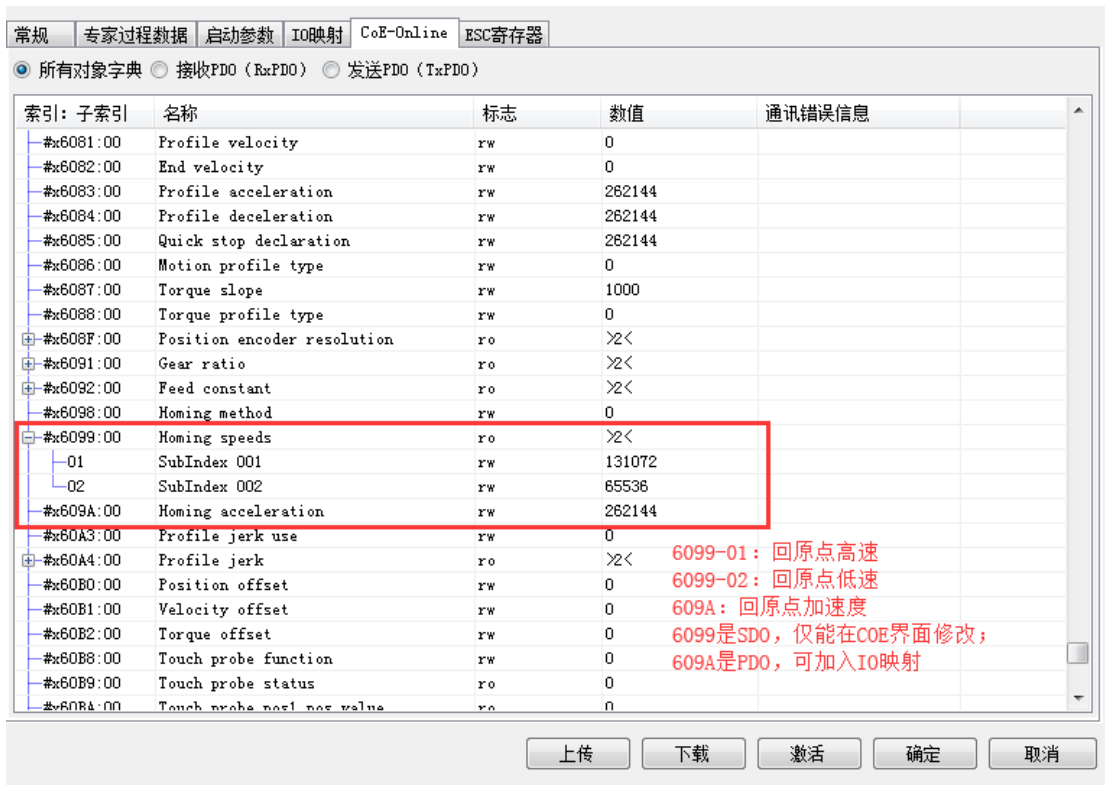 常规 专家过程数据 启动参数 IO映射 CoE-Online ESC寄存器
所有对象字典 接收PDO（RxPDO） 发送PDO（TxPDO）
索引：子索引 名称 标志 数值 通讯错误信息
#x6081:00 Profile velocity rw 0
#x6082:00 End velocity rw 0
#x6083:00 Profile acceleration rw 262144
#x6084:00 Profile deceleration rw 262144
#x6085:00 Quick stop declaration rw 262144
#x6086:00 Motion profile type rw 0
#x6087:00 Torque slope rw 1000
#x6088:00 Torque profile type rw 0
#x608F:00 Position encoder resolution ro >2<
#x6091:00 Gear ratio ro >2<
#x6092:00 Feed constant ro >2<
#x6098:00 Homing method rw 0
#x6099:00 Homing speeds ro >2<
01 SubIndex 001 rw 131072
02 SubIndex 002 rw 65536
#x609A:00 Homing acceleration rw 262144
#x60A3:00 Profile jerk use rw 0
#x60A4:00 Profile jerk ro >2<
#x60B0:00 Position offset rw 0
#x60B1:00 Velocity offset rw 0
#x60B2:00 Torque offset rw 0
#x60B8:00 Touch probe function rw 0
#x60B9:00 Touch probe status ro 0
#x60BA:00 Touch probe pos1 pos value ro 0
6099-01：回原点高速
6099-02：回原点低速
609A：回原点加速度
6099是SDO，仅能在COE界面修改；
609A是PDO，可加入IO映射
上传 下载 激活 确定 取消